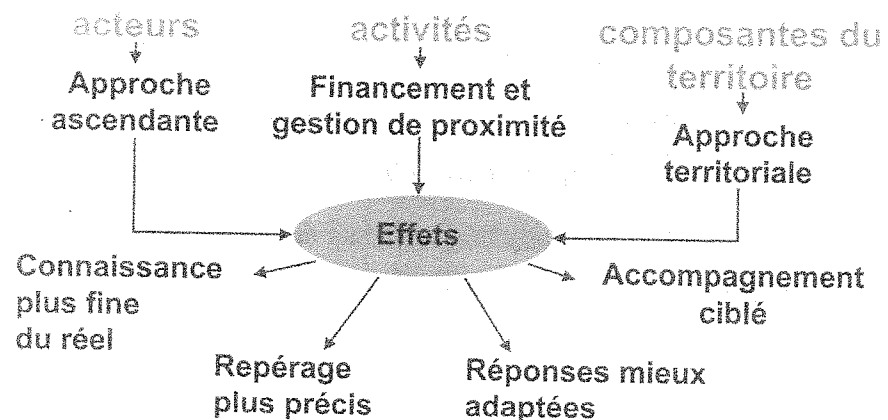 acteurs
activités
composantes du
territoire
Approche
ascendante
Financement et
gestion de proximité
Approche
territoriale
Effets
Connaissance
plus fine
du réel
Accompagnement
ciblé
Repérage
plus précis
Réponses mieux
adaptées